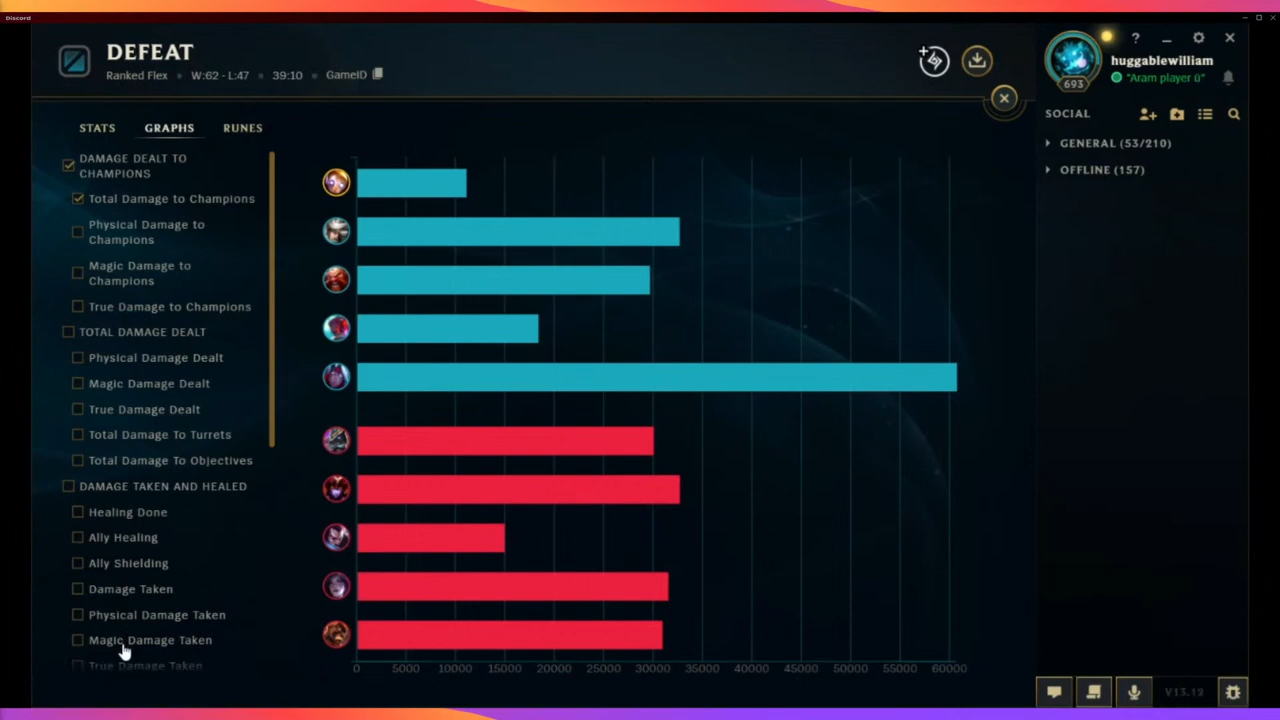 Discord
DEFEAT
Ranked Flex • W:62 - L:47 • 39:10 • GameID
693
?
huggablewilliam
"Aram player ü"
SOCIAL
GENERAL (53/210)
OFFLINE (157)
STATS GRAPHS RUNES
DAMAGE DEALT TO
CHAMPIONS
Total Damage to Champions
Physical Damage to
Champions
Magic Damage to
Champions
True Damage to Champions
TOTAL DAMAGE DEALT
Physical Damage Dealt
Magic Damage Dealt
True Damage Dealt
Total Damage To Turrets
Total Damage To Objectives
DAMAGE TAKEN AND HEALED
Healing Done
Ally Healing
Ally Shielding
Damage Taken
Physical Damage Taken
Magic Damage Taken
True Damage Taken
0 5000 10000 15000 20000 25000 30000 35000 40000 45000 50000 55000 60000
V13.12